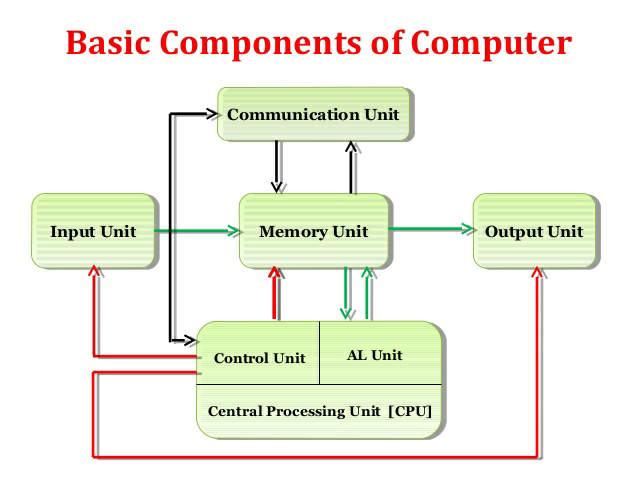 Basic Components of Computer
Communication Unit
Input Unit
Memory Unit
Output Unit
Control Unit
AL Unit
Central Processing Unit [CPU]